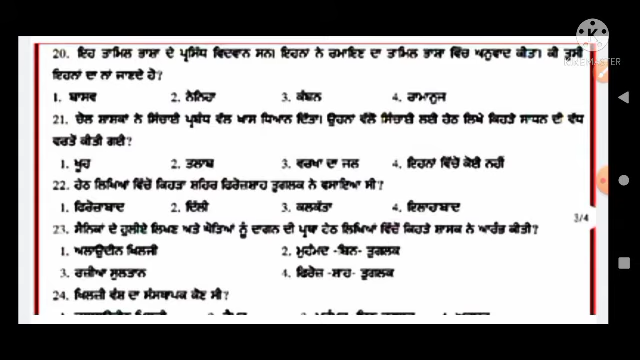 20. ਇਹ ਤਾਮਿਲ ਭਾਸ਼ਾ ਦੇ ਪ੍ਰਸਿੱਧ ਵਿਦਵਾਨ ਸਨ। ਇਹਨਾਂ ਨੇ ਰਮਾਇਣ ਦਾ ਤਾਮਿਲ ਭਾਸ਼ਾ ਵਿੱਚ ਅਨੁਵਾਦ ਕੀਤਾ। ਕੀ ਤੁਸੀਂ
ਇਹਨਾਂ ਦਾ ਨਾਂ ਜਾਣਦੇ ਹੋ?
1. ਬਾਸਵ 2. ਨੈਨਿਹਾ 3. ਕੰਬਨ 4. ਰਾਮਾਨੁਜ
21. ਚੋਲ ਸ਼ਾਸਕਾਂ ਨੇ ਸਿੰਚਾਈ ਪ੍ਰਬੰਧ ਵੱਲ ਖਾਸ ਧਿਆਨ ਦਿੱਤਾ। ਉਹਨਾਂ ਵੱਲੋਂ ਸਿੰਚਾਈ ਲਈ ਹੇਠ ਲਿਖੇ ਕਿਹੜੇ ਸਾਧਨ ਦੀ ਵੱਧ
ਵਰਤੋਂ ਕੀਤੀ ਗਈ?
1. ਖੂਹ 2. ਤਲਾਬ 3. ਵਰਖਾ ਦਾ ਜਲ 4. ਇਹਨਾਂ ਵਿੱਚੋਂ ਕੋਈ ਨਹੀਂ
22. ਹੇਠ ਲਿਖਿਆਂ ਵਿੱਚੋਂ ਕਿਹੜਾ ਸ਼ਹਿਰ ਫਿਰੋਜ਼ਸ਼ਾਹ ਤੁਗਲਕ ਨੇ ਵਸਾਇਆ ਸੀ?
1. ਫਿਰੋਜ਼ਾਬਾਦ 2. ਦਿੱਲੀ 3. ਕਲਕੱਤਾ 4. ਇਲਾਹਾਬਾਦ
3/4
23. ਸੈਨਿਕਾਂ ਦੇ ਹੁਲੀਏ ਲਿਖਣ ਅਤੇ ਘੋੜਿਆਂ ਨੂੰ ਦਾਗਨ ਦੀ ਪ੍ਰਥਾ ਹੇਠ ਲਿਖਿਆਂ ਵਿੱਚੋਂ ਕਿਹੜੇ ਸ਼ਾਸਕ ਨੇ ਆਰੰਭ ਕੀਤੀ?
1. ਅਲਾਉਦੀਨ ਖਿਲਜੀ 2. ਮੁਹੰਮਦ -ਬਿਨ- ਤੁਗਲਕ
3. ਰਜ਼ੀਆ ਸੁਲਤਾਨ 4. ਫਿਰੋਜ਼ -ਸ਼ਾਹ- ਤੁਗਲਕ
24. ਖਿਲਜੀ ਵੰਸ਼ ਦਾ ਸੰਸਥਾਪਕ ਕੌਣ ਸੀ?